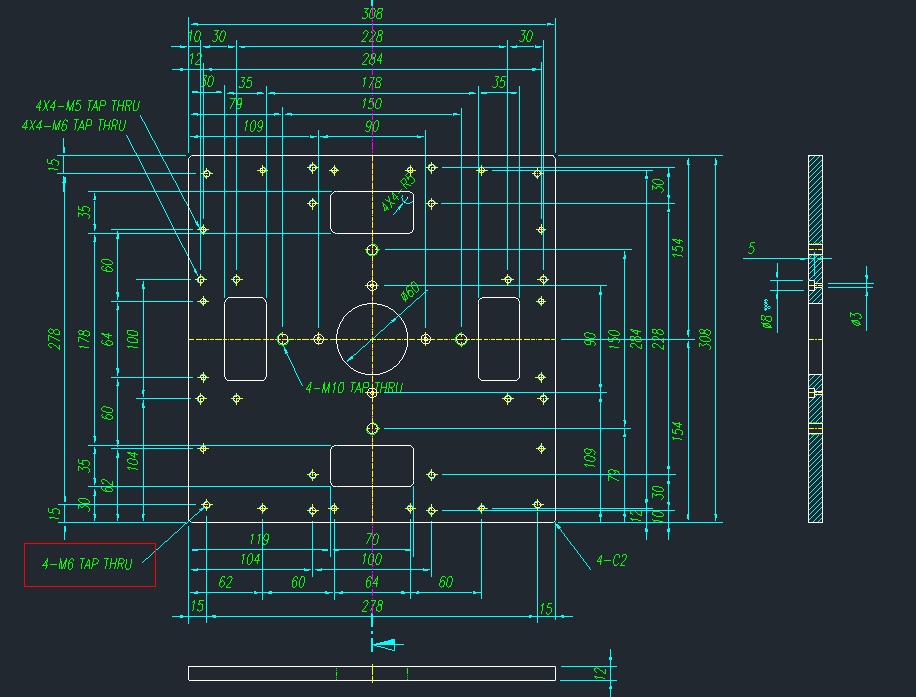 308
10 30 228 30
12 284
30 35 178 35
79 150
109 90
4X4-M5 TAP THRU
4X4-M6 TAP THRU
15
35
60
278 178 64 100
60
35 104
62
15 30
4X4-R5
ø60
4-M10 TAP THRU
30
154
90 150 284 228 308
154
109 79
30
12 10
5
ø8
ø3
4-M6 TAP THRU
4-C2
119 70
104 100
62 60 64 60
15 278 15
12